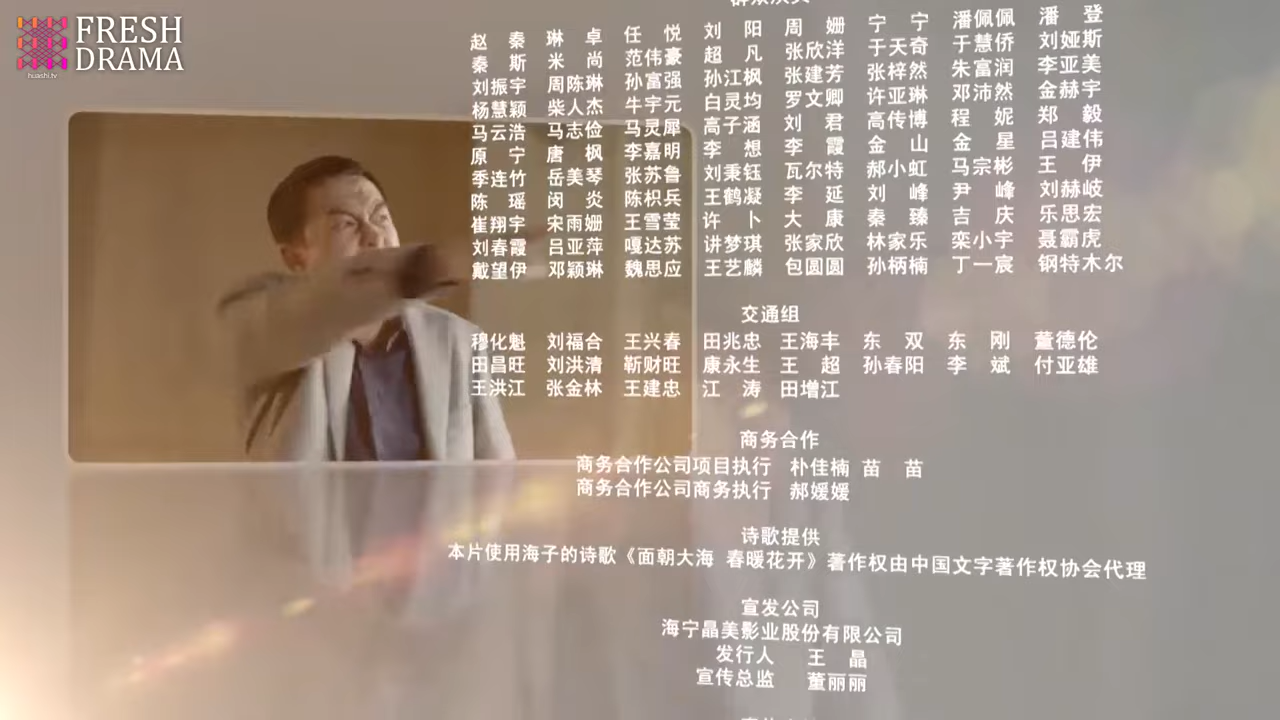 FRESH
DRAMA
huashi.tv
赵 秦 琳 卓 任 悦 刘 阳 周 姗 宁 宁 潘佩佩 潘 登
秦 斯 米 尚 范伟豪 超 凡 张欣洋 于天奇 于慧侨 刘娅斯
刘振宇 周陈琳 孙富强 孙江枫 张建芳 张梓然 朱富润 李亚美
杨慧颖 柴人杰 牛宇元 白灵均 罗文卿 许亚琳 邓沛然 金赫宇
马云浩 马志俭 马灵犀 高子涵 刘 君 高传博 程 妮 郑 毅
原 宁 唐 枫 李嘉明 李 想 李 霞 金 山 金 星 吕建伟
季连竹 岳美琴 张苏鲁 刘秉钰 瓦尔特 郝小虹 马宗彬 王 伊
陈 瑶 闵 炎 陈枳兵 王鹤凝 李 延 刘 峰 尹 峰 刘赫岐
崔翔宇 宋雨姗 王雪莹 许 卜 大 康 秦 臻 吉 庆 乐思宏
刘春霞 吕亚萍 嘎达苏 讲梦琪 张家欣 林家乐 栾小宇 聂霸虎
戴望伊 邓颖琳 魏思应 王艺麟 包圆圆 孙柄楠 丁一宸 钢特木尔
交通组
穆化魁 刘福合 王兴春 田兆忠 王海丰 东 双 东 刚 董德伦
田昌旺 刘洪清 靳财旺 康永生 王 超 孙春阳 李 斌 付亚雄
王洪江 张金林 王建忠 江 涛 田增江
商务合作
商务合作公司项目执行 朴佳楠 苗 苗
商务合作公司商务执行 郝媛媛
诗歌提供
本片使用海子的诗歌《面朝大海 春暖花开》著作权由中国文字著作权协会代理
宣发公司
海宁晶美影业股份有限公司
发行人 王 晶
宣传总监 董丽丽